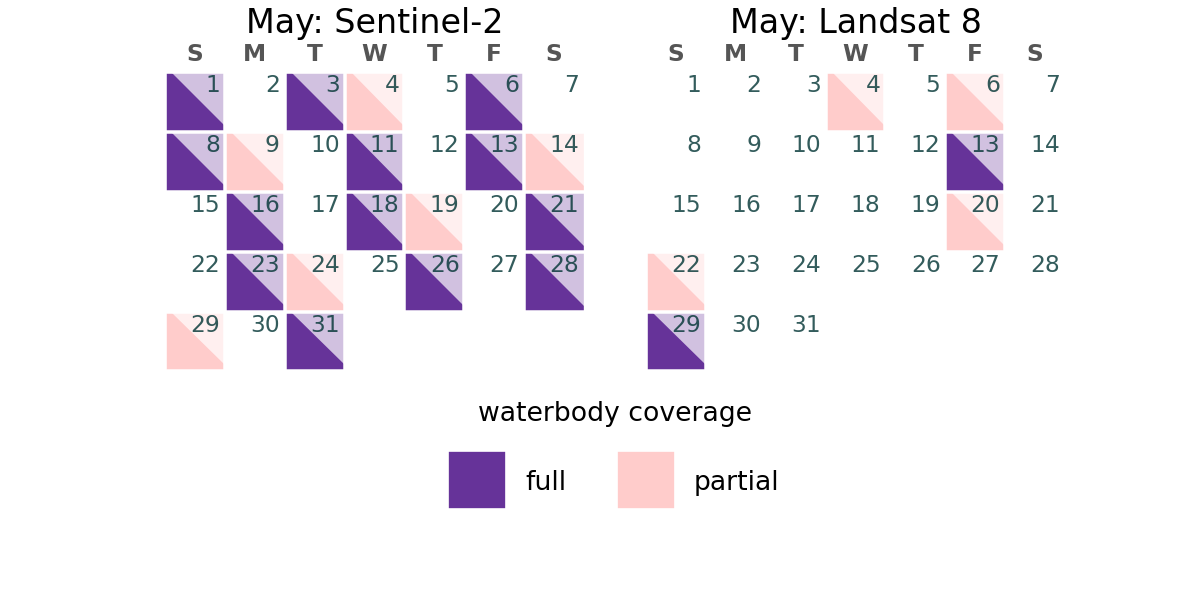 May: Sentinel-2
S M T W T F S
1 2 3 4 5 6 7
8 9 10 11 12 13 14
15 16 17 18 19 20 21
22 23 24 25 26 27 28
29 30 31
May: Landsat 8
S M T W T F S
1 2 3 4 5 6 7
8 9 10 11 12 13 14
15 16 17 18 19 20 21
22 23 24 25 26 27 28
29 30 31
waterbody coverage
full partial